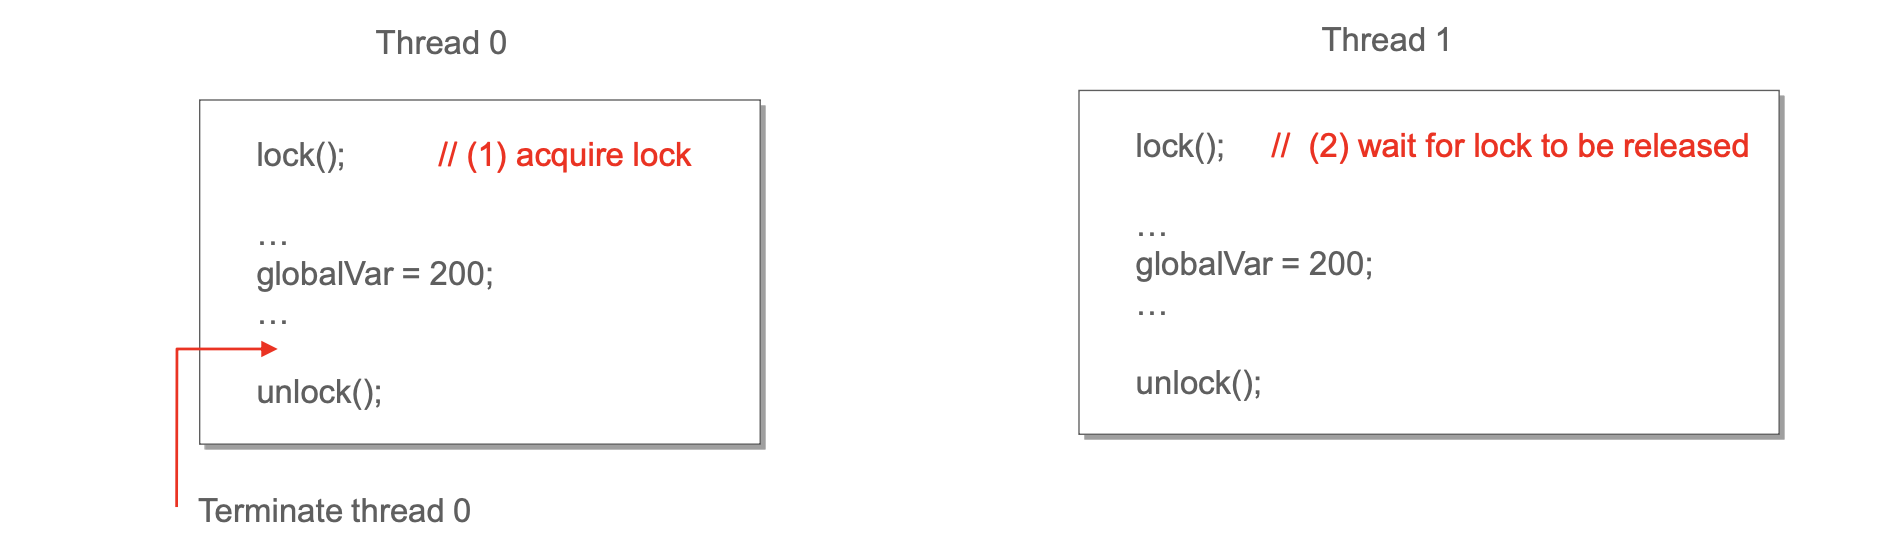 Thread 0
lock(); // (1) acquire lock
…
globalVar = 200;
…
unlock();
Terminate thread 0
Thread 1
lock(); // (2) wait for lock to be released
…
globalVar = 200;
…
unlock();